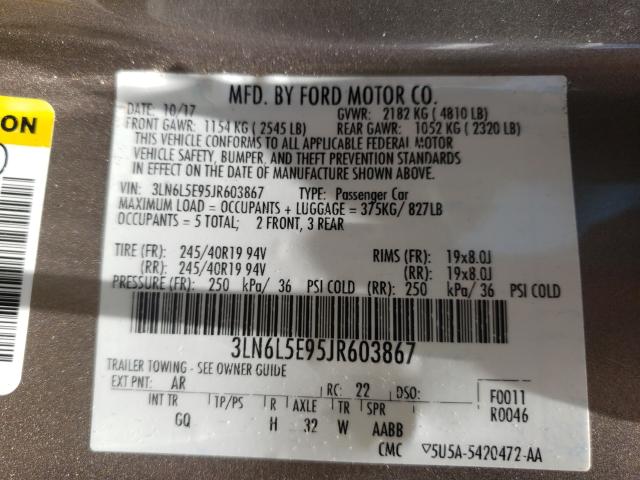 ON
MFD. BY FORD MOTOR CO.
DATE: 10/17 GVWR: 2182 KG ( 4810 LB)
FRONT GAWR: 1154 KG ( 2545 LB) REAR GAWR: 1052 KG ( 2320 LB)
THIS VEHICLE CONFORMS TO ALL APPLICABLE FEDERAL MOTOR
VEHICLE SAFETY, BUMPER, AND THEFT PREVENTION STANDARDS
IN EFFECT ON THE DATE OF MANUFACTURE SHOWN ABOVE.
VIN: 3LN6L5E95JR603867 TYPE: Passenger Car
MAXIMUM LOAD = OCCUPANTS + LUGGAGE = 375KG/ 827LB
OCCUPANTS = 5 TOTAL; 2 FRONT, 3 REAR
TIRE (FR): 245/40R19 94V RIMS (FR): 19x8.0J
(RR): 245/40R19 94V (RR): 19x8.0J
PRESSURE (FR): 250 kPa/ 36 PSI COLD (RR): 250 kPa/ 36 PSI COLD
3LN6L5E95JR603867
TRAILER TOWING - SEE OWNER GUIDE
EXT PNT: AR RC: 22 DSO: F0011
INT TR TP/PS R AXLE TR SPR R0046
GQ H 32 W AABB
CMC ▽5U5A-5420472-AA